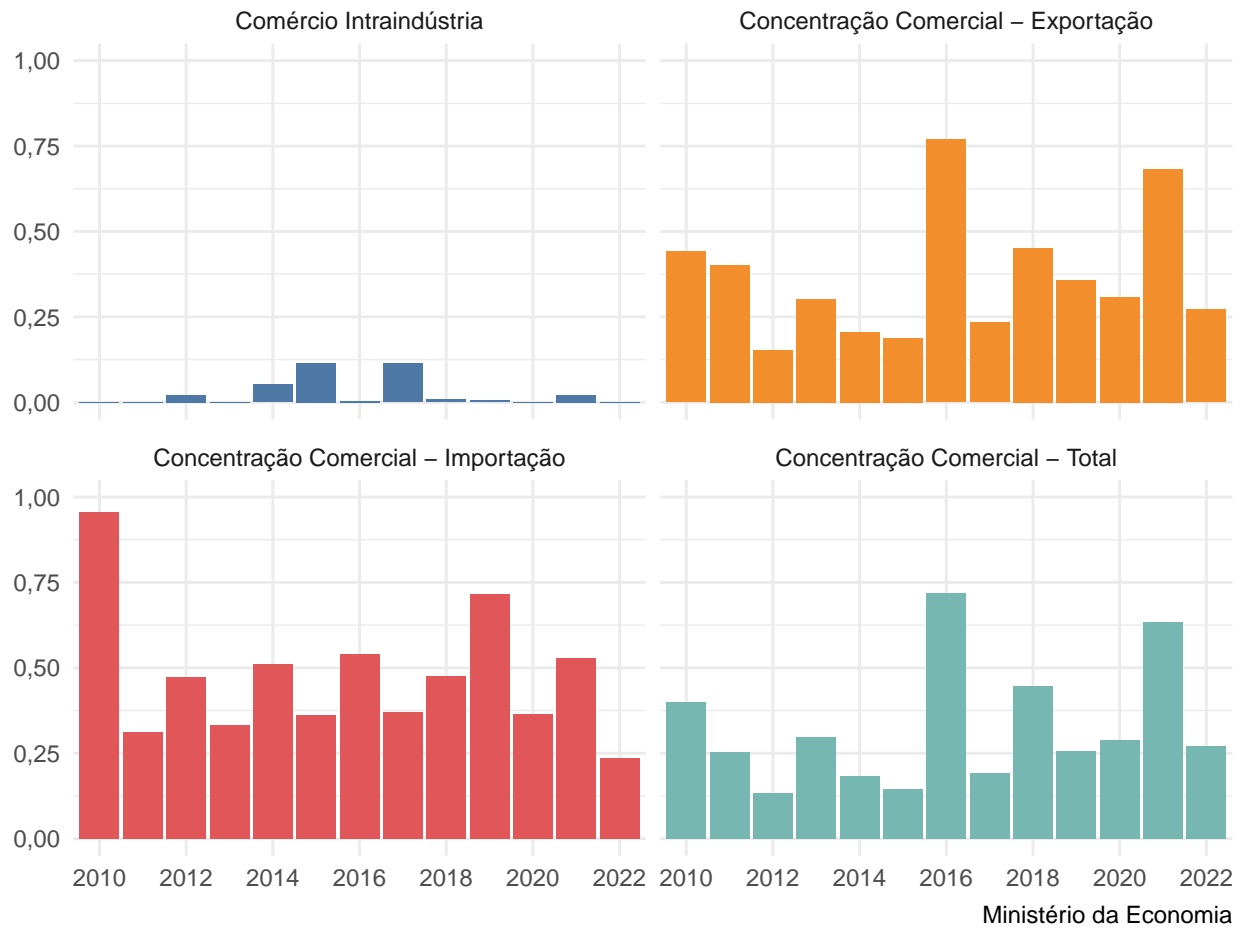 Comércio Intraindústria
Concentração Comercial – Exportação
1,00
0,75
0,50
0,25
0,00
Concentração Comercial – Importação
Concentração Comercial – Total
1,00
0,75
0,50
0,25
0,00
2010 2012 2014 2016 2018 2020 2022
2010 2012 2014 2016 2018 2020 2022
Ministério da Economia